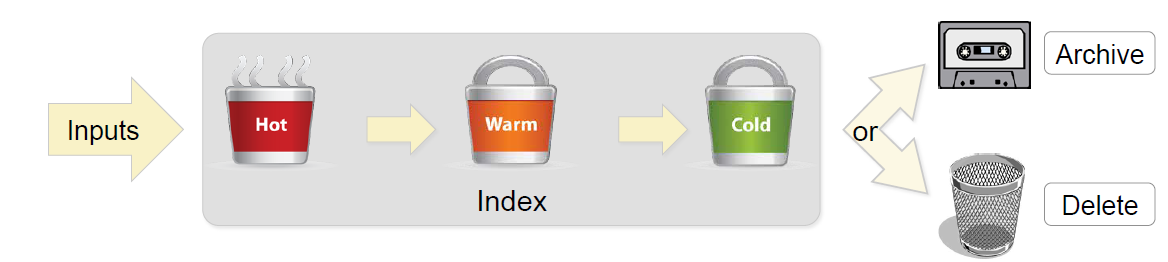 Inputs
Hot
Warm
Cold
Index
or
Archive
Delete